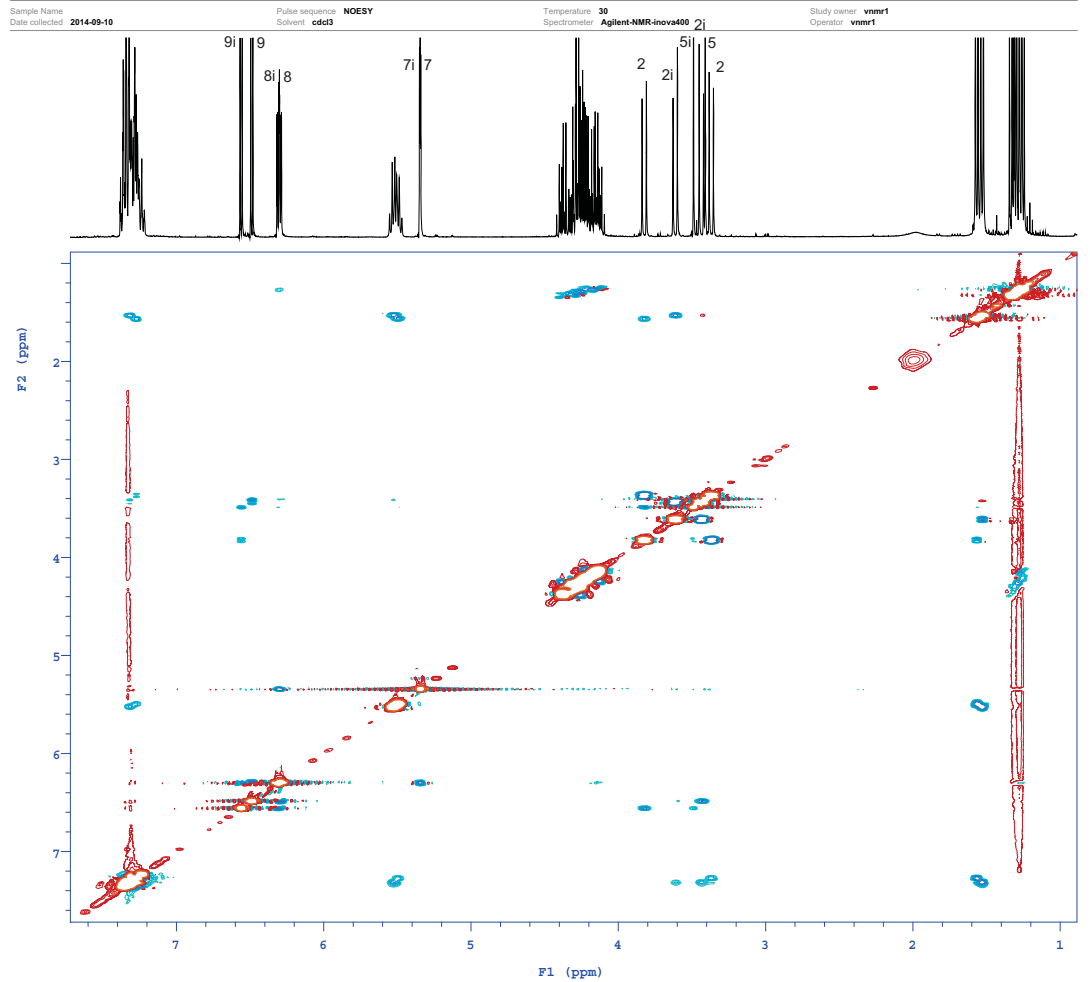 Sample Name Pulse sequence NOESY Temperature 30 Study owner vnmr1
Date collected 2014-09-10 Solvent cdcl3 Spectrometer Agilent-NMR-inova400 Operator vnmr1
2i
9i 9 5i 5
8i 8 7i 7 2 2i 2
F2 (ppm)
2
3
4
5
6
7
7 6 5 4 3 2 1
F1 (ppm)